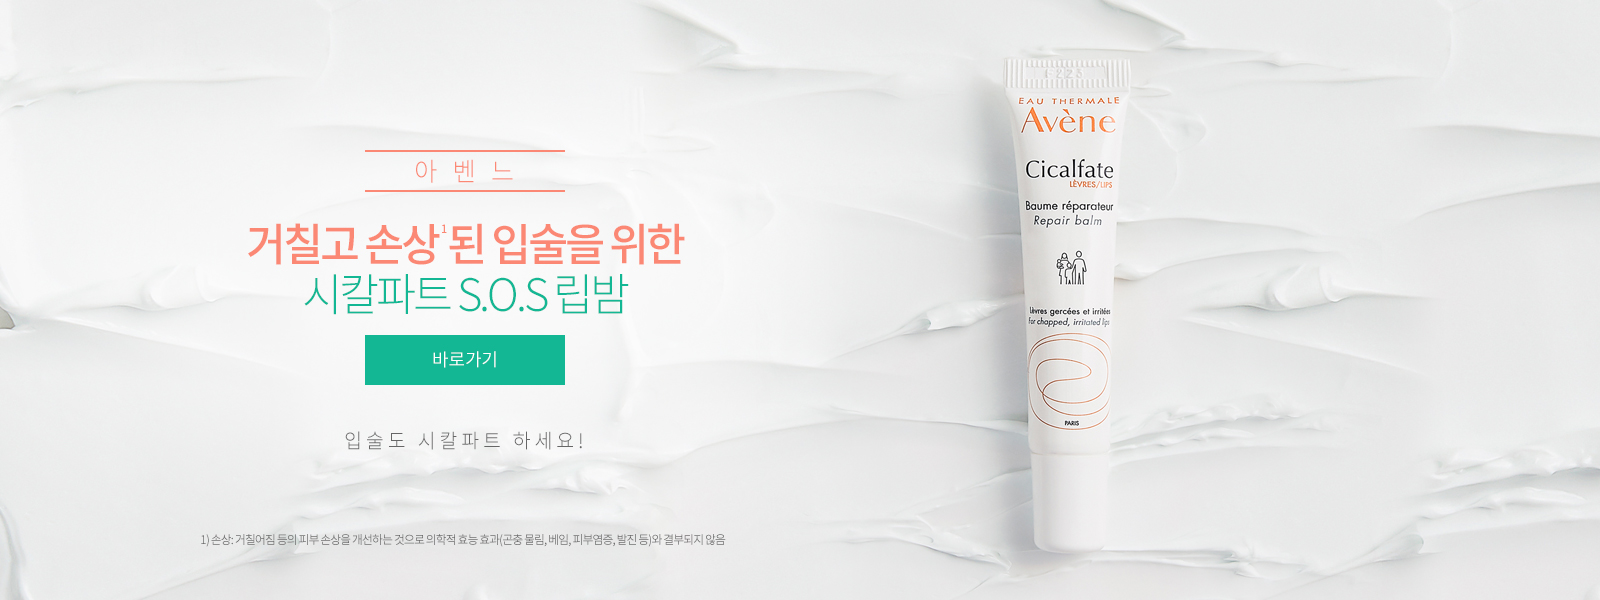 아벤느
거칠고 손상1된 입술을 위한
시칼파트 S.O.S 립밤
바로가기
입술도 시칼파트 하세요!
1) 손상: 거칠어짐 등의 피부 손상을 개선하는 것으로 의학적 효능 효과(곤충 물림, 베임, 피부염증, 발진 등)와 결부되지 않음
EAU THERMALE
Avène
Cicalfate
LÈVRES/LIPS
Baume réparateur
Repair balm
Lèvres gercées et irritées
For chapped, irritated lips
PARIS